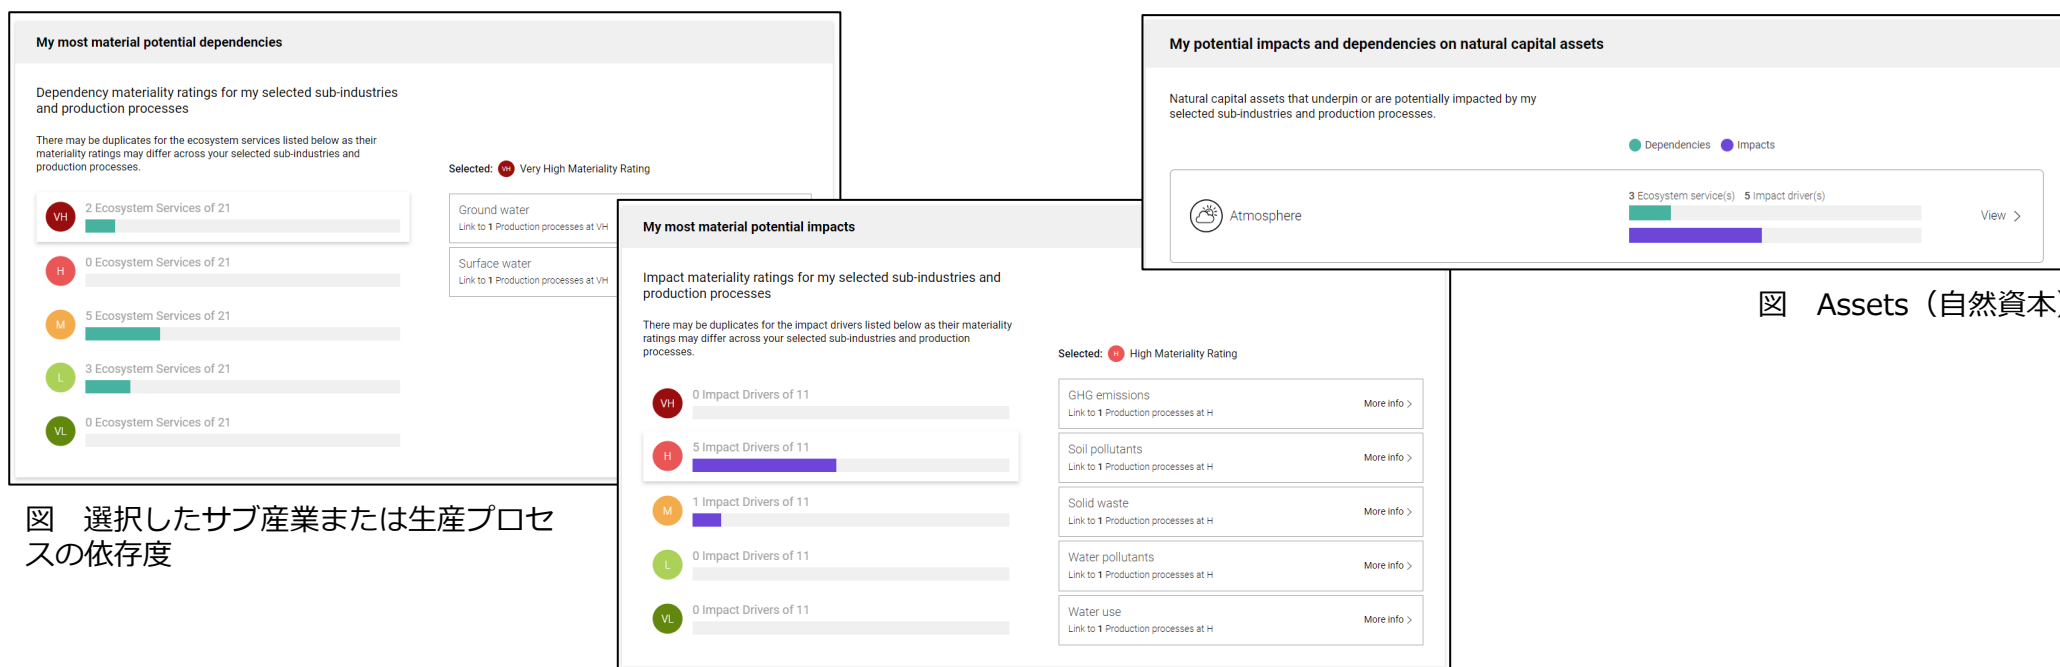 My most material potential dependencies
Dependency materiality ratings for my selected sub-industries
and production processes
There may be duplicates for the ecosystem services listed below as their
materiality ratings may differ across your selected sub-industries and
production processes.
VH
2 Ecosystem Services of 21
H
0 Ecosystem Services of 21
M
5 Ecosystem Services of 21
L
3 Ecosystem Services of 21
VL
0 Ecosystem Services of 21
Selected: VH Very High Materiality Rating
Ground water
Link to 1 Production processes at VH
Surface water
Link to 1 Production processes at VH
図 選択したサブ産業または生産プロセ
スの依存度
My most material potential impacts
Impact materiality ratings for my selected sub-industries and
production processes
There may be duplicates for the impact drivers listed below as their materiality
ratings may differ across your selected sub-industries and production
processes.
VH
0 Impact Drivers of 11
H
5 Impact Drivers of 11
M
1 Impact Drivers of 11
L
0 Impact Drivers of 11
VL
0 Impact Drivers of 11
Selected: H High Materiality Rating
GHG emissions
Link to 1 Production processes at H
More info >
Soil pollutants
Link to 1 Production processes at H
More info >
Solid waste
Link to 1 Production processes at H
More info >
Water pollutants
Link to 1 Production processes at H
More info >
Water use
Link to 1 Production processes at H
More info >
My potential impacts and dependencies on natural capital assets
Natural capital assets that underpin or are potentially impacted by my
selected sub-industries and production processes.
Dependencies Impacts
Atmosphere
3 Ecosystem service(s) 5 Impact driver(s)
View >
図 Assets（自然資本）